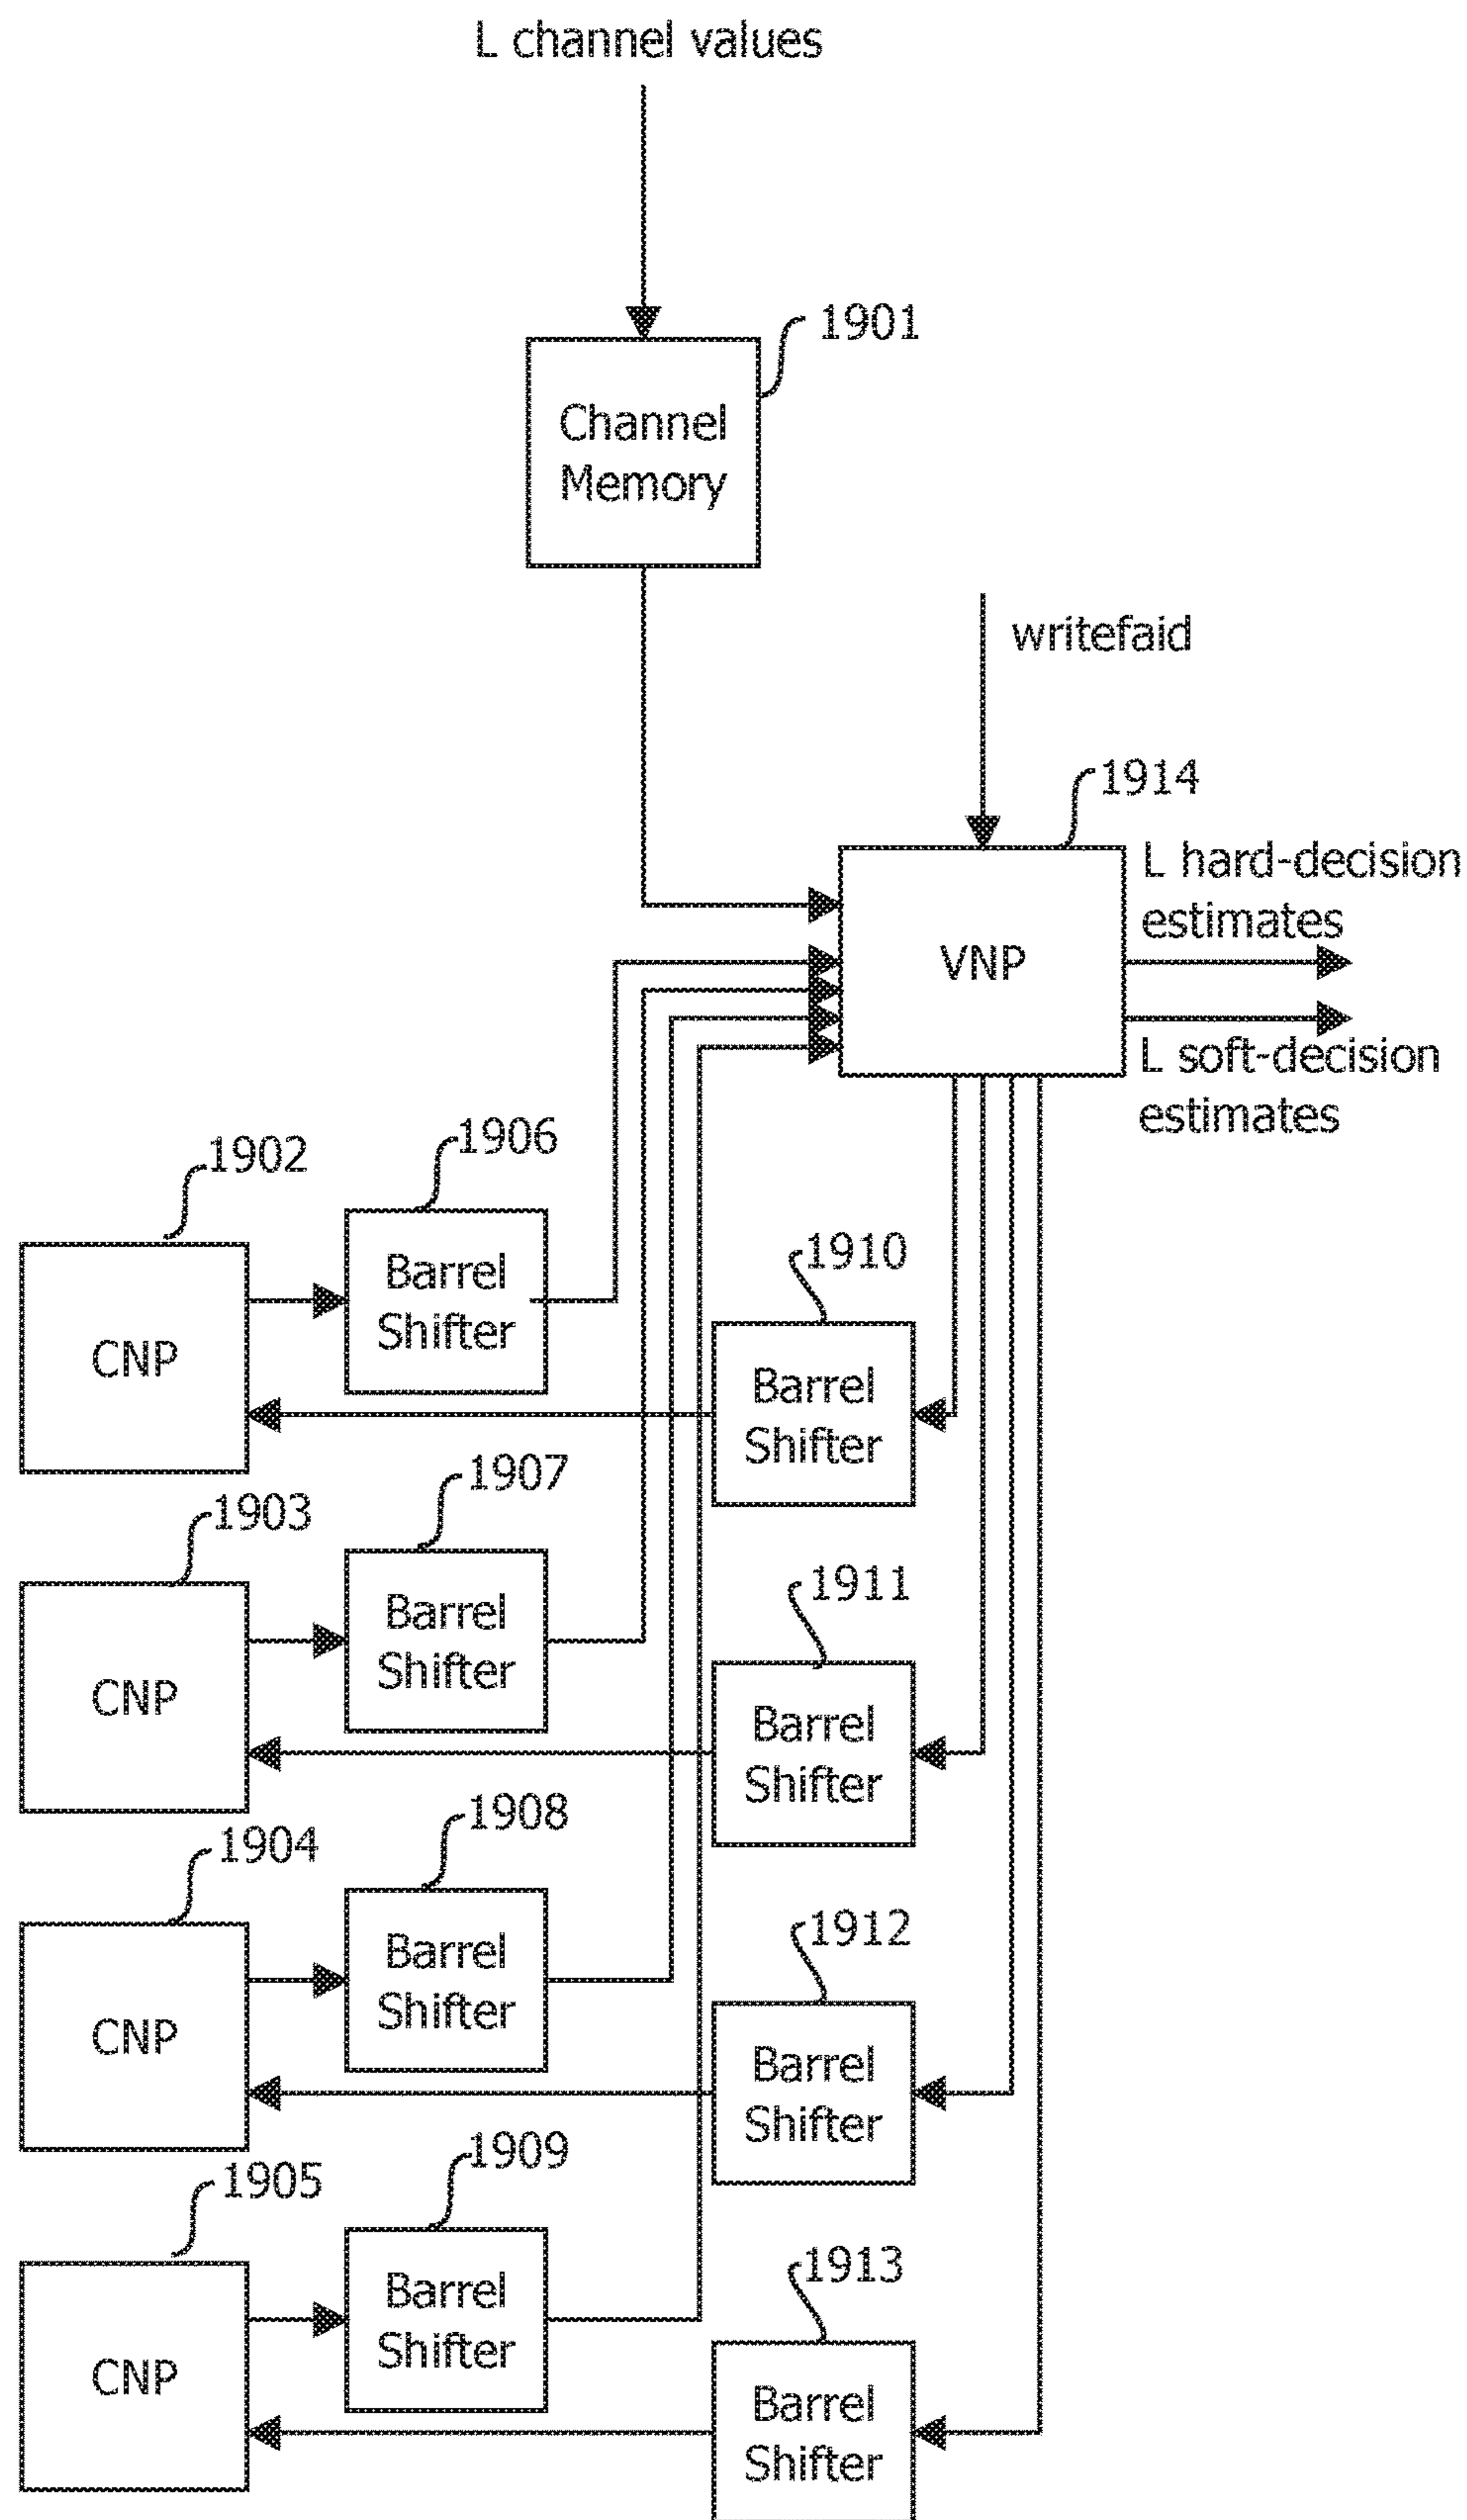 L channel values
1901
Channel
Memory
writefaid
1914
L hard-decision
estimates
VNP
L soft-decision
estimates
1902
1906
Barrel
Shifter
CNP
1910
Barrel
Shifter
1903
1907
Barrel
Shifter
CNP
1911
Barrel
Shifter
1904
1908
Barrel
Shifter
CNP
1912
Barrel
Shifter
1905
1909
Barrel
Shifter
CNP
1913
Barrel
Shifter